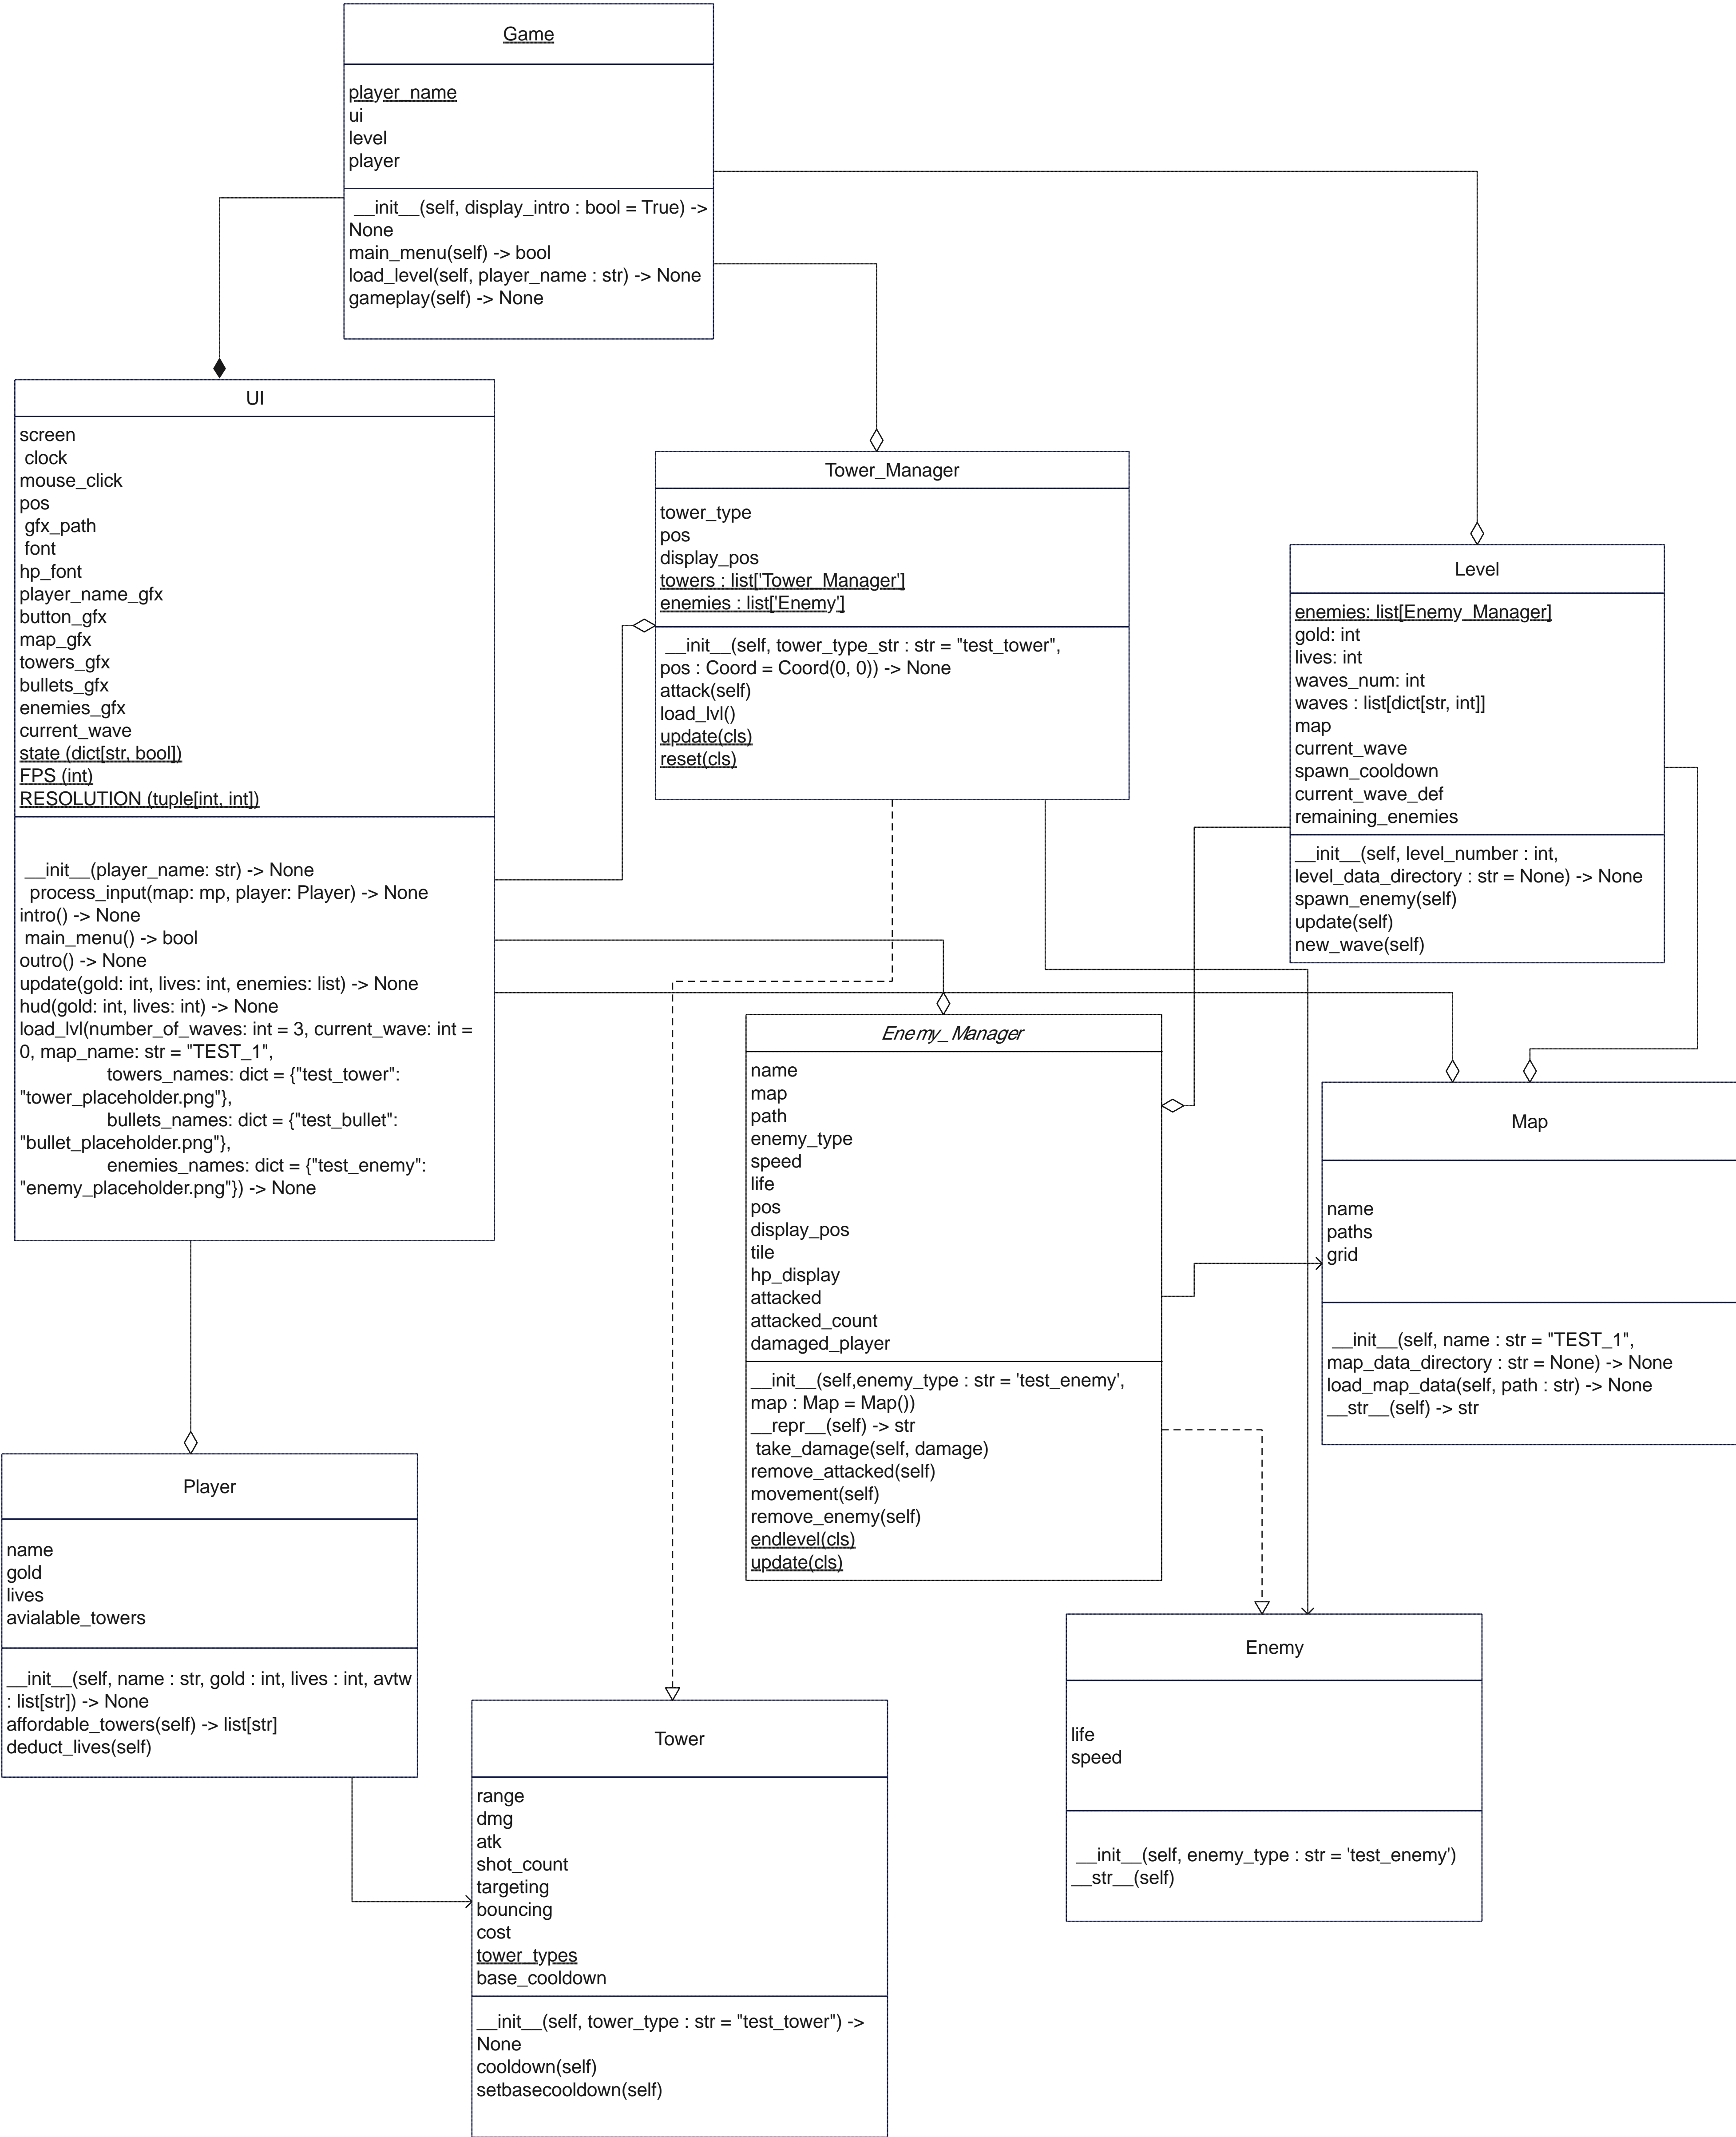 Game
player_name
ui
level
player
__init__(self, display_intro : bool = True) ->
None
main_menu(self) -> bool
load_level(self, player_name : str) -> None
gameplay(self) -> None
UI
screen
clock
mouse_click
pos
gfx_path
font
hp_font
player_name_gfx
button_gfx
map_gfx
towers_gfx
bullets_gfx
enemies_gfx
current_wave
state (dict[str, bool])
FPS (int)
RESOLUTION (tuple[int, int])
__init__(player_name: str) -> None
process_input(map: mp, player: Player) -> None
intro() -> None
main_menu() -> bool
outro() -> None
update(gold: int, lives: int, enemies: list) -> None
hud(gold: int, lives: int) -> None
load_lvl(number_of_waves: int = 3, current_wave: int =
0, map_name: str = "TEST_1",
towers_names: dict = {"test_tower":
"tower_placeholder.png"},
bullets_names: dict = {"test_bullet":
"bullet_placeholder.png"},
enemies_names: dict = {"test_enemy":
"enemy_placeholder.png"}) -> None
Tower_Manager
tower_type
pos
display_pos
towers : list['Tower_Manager']
enemies : list['Enemy']
__init__(self, tower_type_str : str = "test_tower",
pos : Coord = Coord(0, 0)) -> None
attack(self)
load_lvl()
update(cls)
reset(cls)
Level
enemies: list[Enemy_Manager]
gold: int
lives: int
waves_num: int
waves : list[dict[str, int]]
map
current_wave
spawn_cooldown
current_wave_def
remaining_enemies
__init__(self, level_number : int,
level_data_directory : str = None) -> None
spawn_enemy(self)
update(self)
new_wave(self)
Enemy_Manager
name
map
path
enemy_type
speed
life
pos
display_pos
tile
hp_display
attacked
attacked_count
damaged_player
__init__(self,enemy_type : str = 'test_enemy',
map : Map = Map())
__repr__(self) -> str
take_damage(self, damage)
remove_attacked(self)
movement(self)
remove_enemy(self)
endlevel(cls)
update(cls)
Map
name
paths
grid
__init__(self, name : str = "TEST_1",
map_data_directory : str = None) -> None
load_map_data(self, path : str) -> None
__str__(self) -> str
Player
name
gold
lives
avialable_towers
__init__(self, name : str, gold : int, lives : int, avtw
: list[str]) -> None
affordable_towers(self) -> list[str]
deduct_lives(self)
Tower
range
dmg
atk
shot_count
targeting
bouncing
cost
tower_types
base_cooldown
__init__(self, tower_type : str = "test_tower") ->
None
cooldown(self)
setbasecooldown(self)
Enemy
life
speed
__init__(self, enemy_type : str = 'test_enemy')
__str__(self)